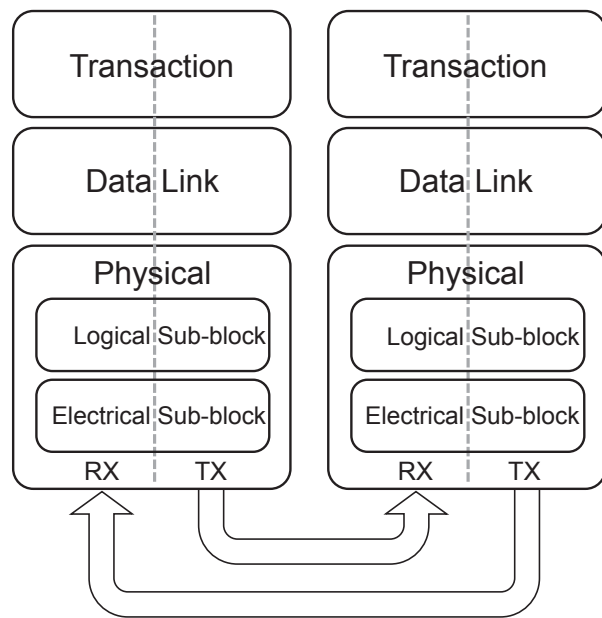 Transaction
Data Link
Physical
Logical Sub-block
Electrical Sub-block
RX TX
Transaction
Data Link
Physical
Logical Sub-block
Electrical Sub-block
RX TX